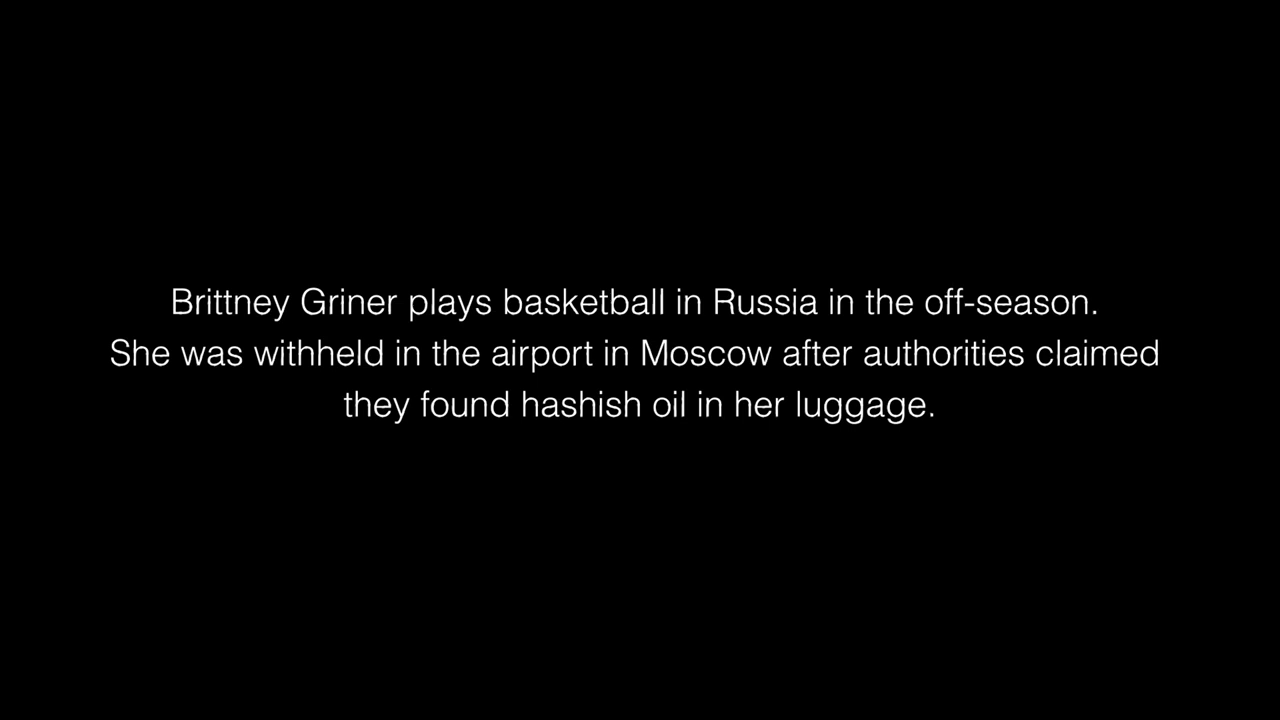 Brittney Griner plays basketball in Russia in the off-season.
She was withheld in the airport in Moscow after authorities claimed
they found hashish oil in her luggage.